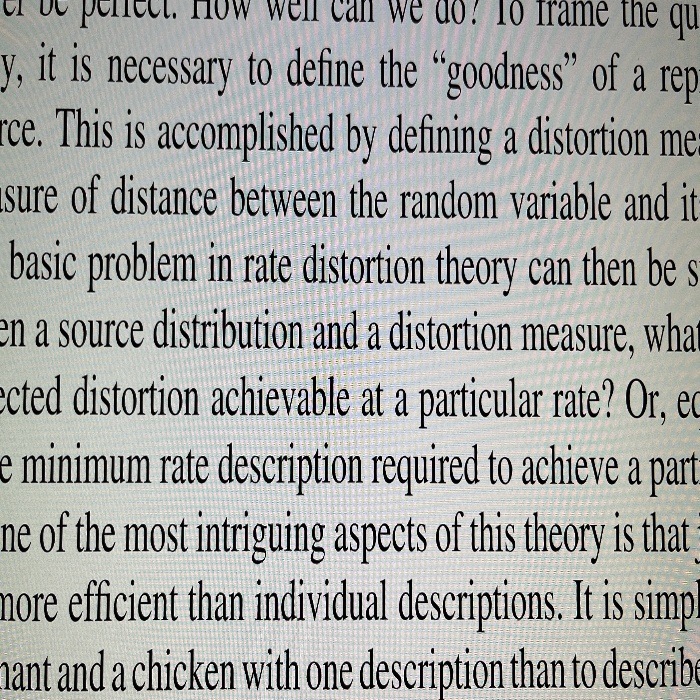 er be perfect. How well can we do? To frame the qu
y, it is necessary to define the “goodness” of a rep
rce. This is accomplished by defining a distortion mea
asure of distance between the random variable and it
basic problem in rate distortion theory can then be s
en a source distribution and a distortion measure, what
ected distortion achievable at a particular rate? Or, eq
e minimum rate description required to achieve a part
ne of the most intriguing aspects of this theory is that j
more efficient than individual descriptions. It is simpl
hant and a chicken with one description than to describe